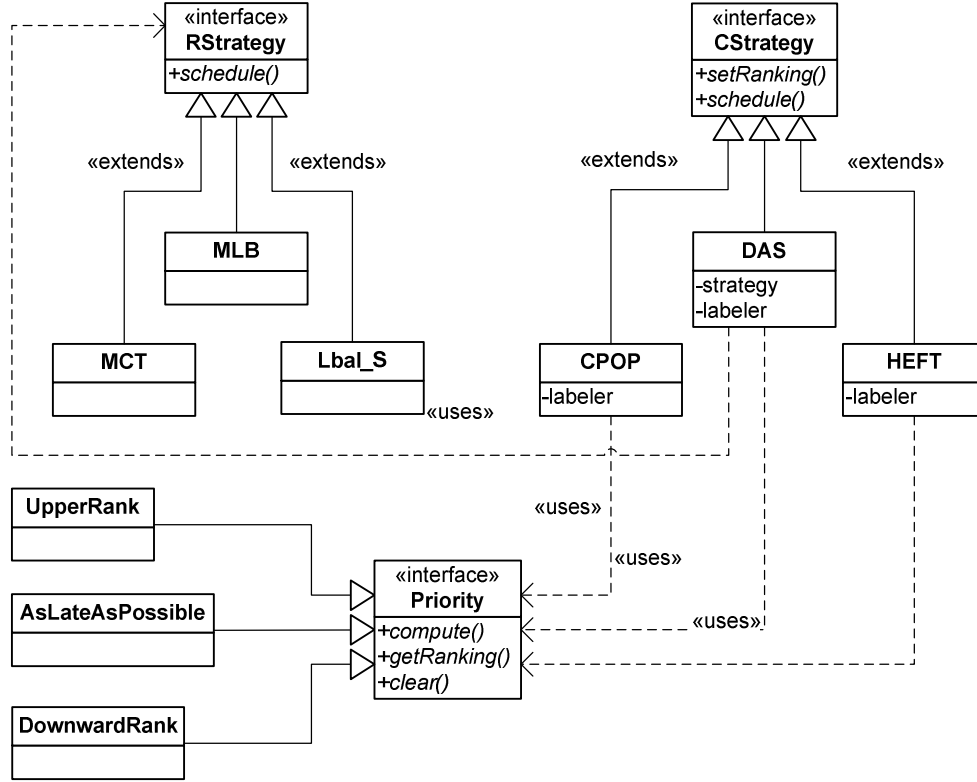 «interface»
RStrategy
+schedule()
«interface»
CStrategy
+setRanking()
+schedule()
«extends»
«extends»
«extends»
«extends»
MLB
DAS
-strategy
-labeler
MCT
Lbal_S
CPOP
-labeler
HEFT
-labeler
«uses»
UpperRank
«uses»
«uses»
«interface»
Priority
+compute()
+getRanking()
+clear()
AsLateAsPossible
«uses»
DownwardRank